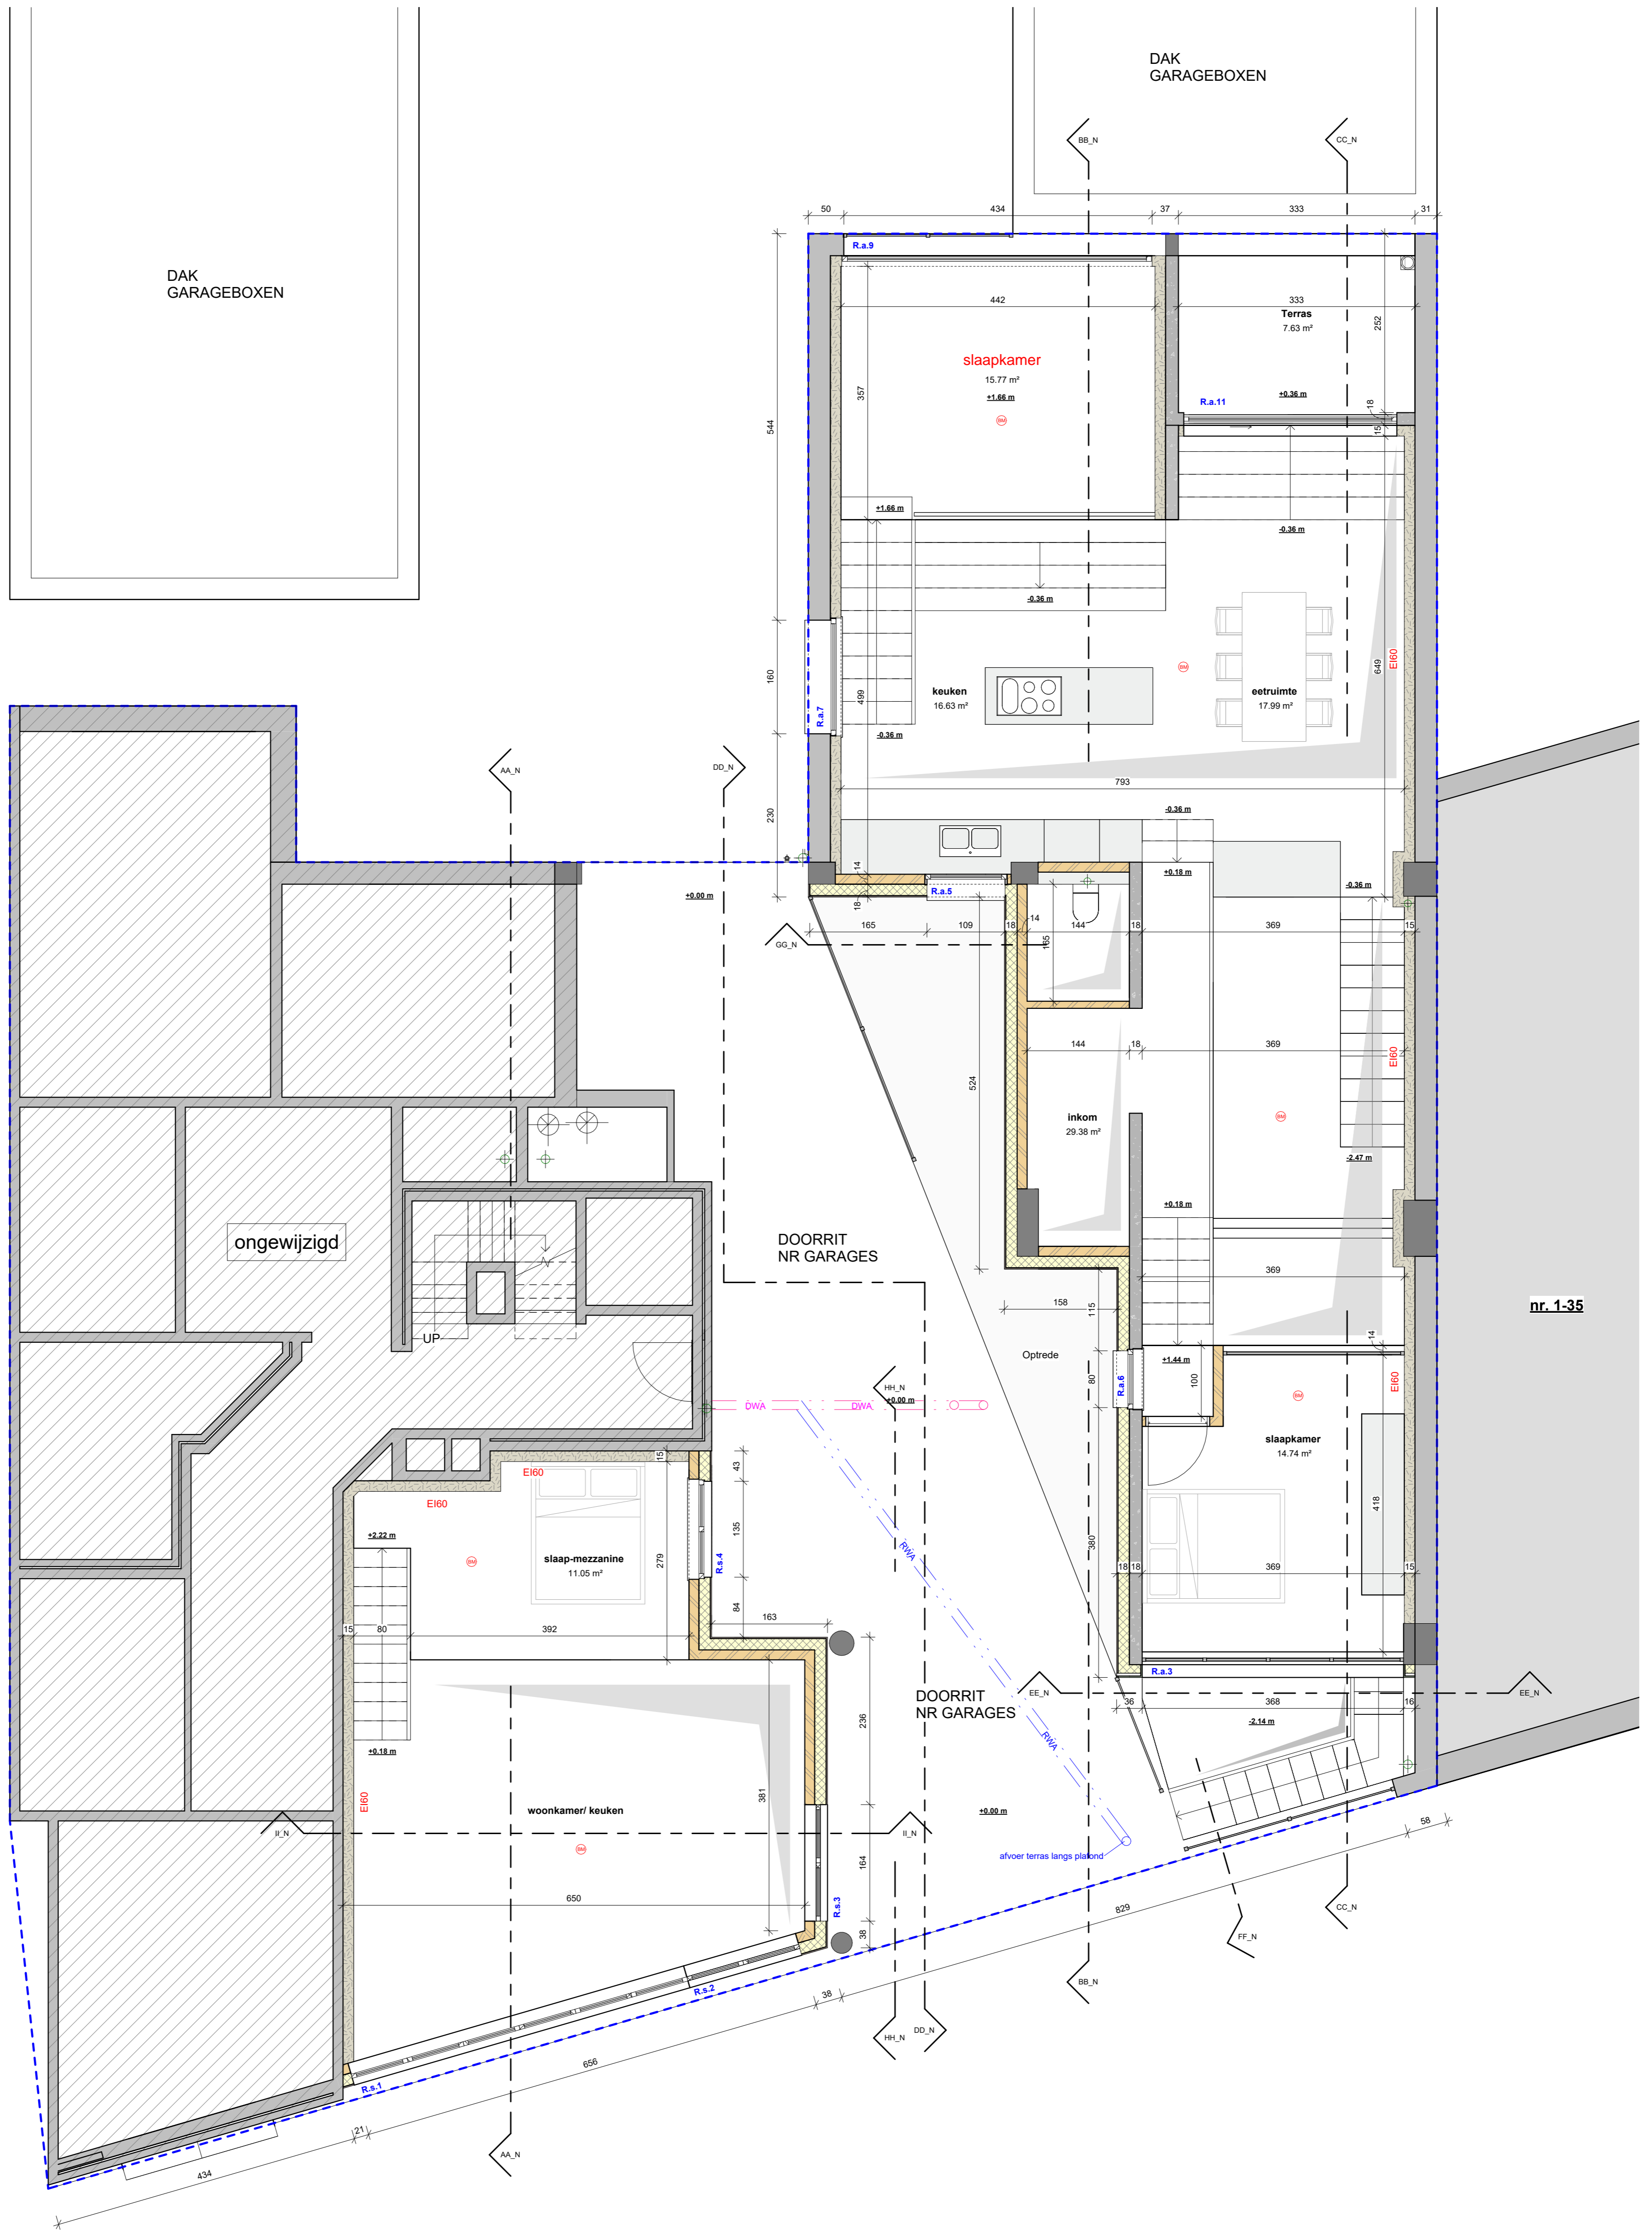 DAK
GARAGEBOXEN
BB_N
CC_N
50
434
37
333
31
R.a.9
DAK
GARAGEBOXEN
442
333
Terras
7.63 m²
252
slaapkamer
15.77 m²
+1.66 m
BM
357
+0.36 m
R.a.11
18
15
544
+1.66 m
-0.36 m
-0.36 m
160
R.a.7
499
keuken
16.63 m²
-0.36 m
BM
eetruimte
17.99 m²
649
EI60
AA_N
DD_N
793
230
-0.36 m
14
+0.18 m
+0.00 m
18
R.a.5
-0.36 m
165
109
18
14
144
18
369
15
GG_N
165
144
18
369
EI60
524
inkom
29.38 m²
BM
-2.47 m
ongewijzigd
DOORRIT
NR GARAGES
+0.18 m
369
nr. 1-35
158
115
UP
14
Optrede
+1.44 m
100
80
R.a.6
HH_N
+0.00 m
EI60
BM
DWA
DWA
slaapkamer
14.74 m²
15
43
EI60
EI60
418
+2.22 m
BM
slaap-mezzanine
11.05 m²
279
135
R.s.4
RWA
380
18
18
369
15
84
163
15
80
392
R.a.3
DOORRIT
NR GARAGES
EE_N
EE_N
36
368
16
-2.14 m
236
RWA
+0.18 m
EI60
381
woonkamer/ keuken
+0.00 m
II_N
II_N
BM
afvoer terras langs plafond
58
164
650
R.s.3
829
CC_N
38
FF_N
BB_N
R.s.2
38
HH_N
DD_N
656
R.s.1
21
AA_N
434